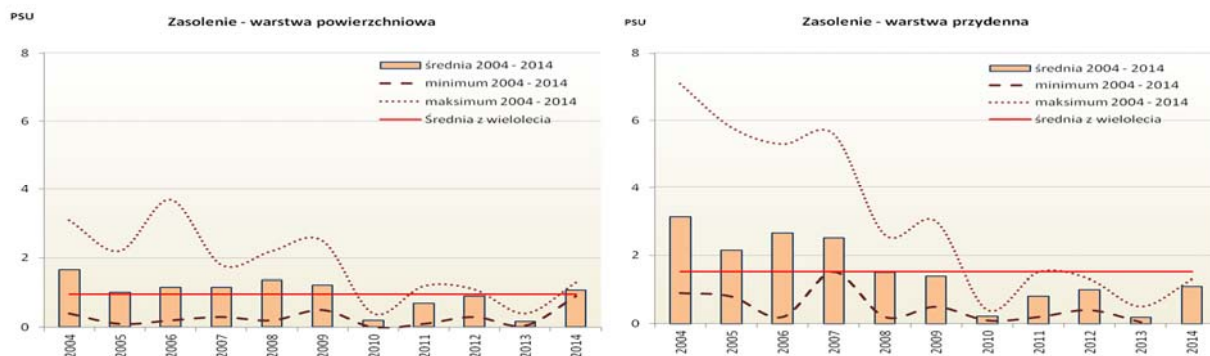 PSU
Zasolenie - warstwa powierzchniowa
8
6
4
2
0
średnia 2004 - 2014
minimum 2004 - 2014
maksimum 2004 - 2014
Średnia z wielolecia
2004 2005 2006 2007 2008 2009 2010 2011 2012 2013 2014
PSU
Zasolenie - warstwa przydenna
8
6
4
2
0
średnia 2004 - 2014
minimum 2004 - 2014
maksimum 2004 - 2014
średnia z wielolecia
2004 2005 2006 2007 2008 2009 2010 2011 2012 2013 2014